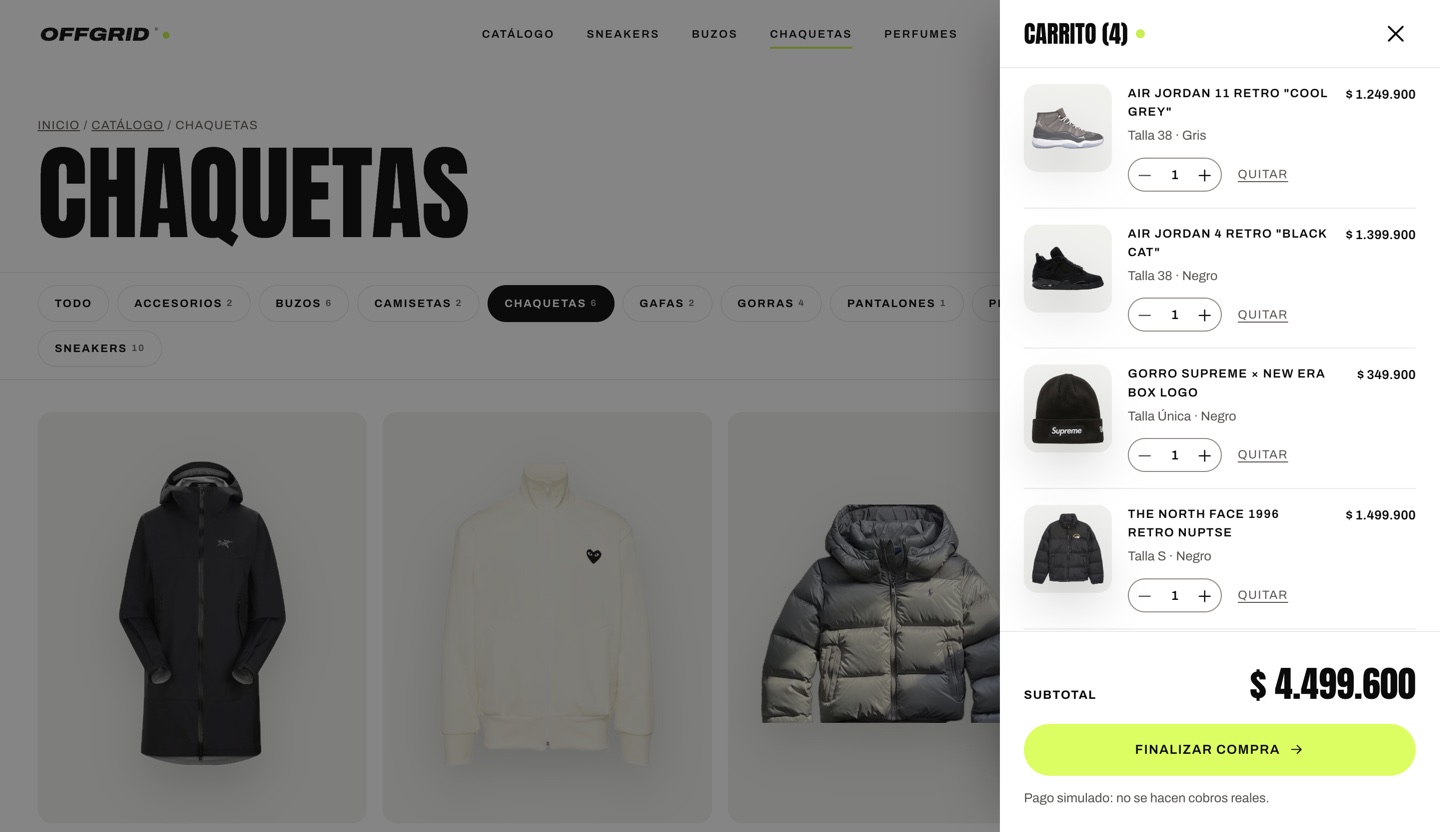 OFFGRID
CATÁLOGO SNEAKERS BUZOS CHAQUETAS PERFUMES
INICIO / CATÁLOGO / CHAQUETAS
CHAQUETAS
TODO ACCESORIOS 2 BUZOS 6 CAMISETAS 2 CHAQUETAS 6 GAFAS 2 GORRAS 4 PANTALONES 1
SNEAKERS 10
CARRITO (4)
AIR JORDAN 11 RETRO "COOL GREY" $ 1.249.900
Talla 38 · Gris
1 QUITAR
AIR JORDAN 4 RETRO "BLACK CAT" $ 1.399.900
Talla 38 · Negro
1 QUITAR
Supreme
GORRO SUPREME × NEW ERA BOX LOGO $ 349.900
Talla Única · Negro
1 QUITAR
THE NORTH FACE 1996 RETRO NUPTSE $ 1.499.900
Talla S · Negro
1 QUITAR
SUBTOTAL $ 4.499.600
FINALIZAR COMPRA →
Pago simulado: no se hacen cobros reales.